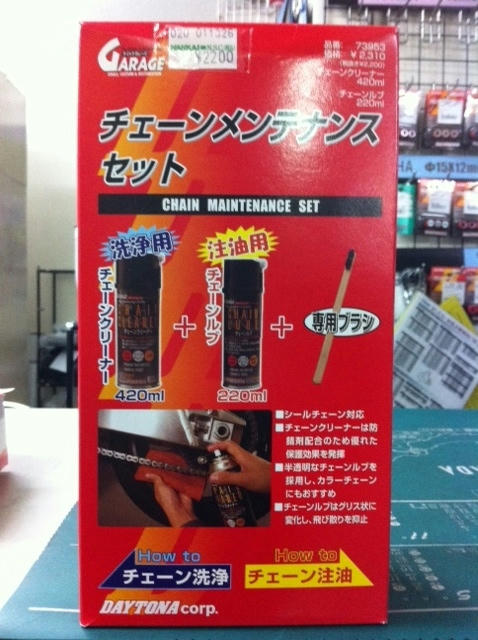 020 011326
¥2200
GARAGE
品番: 73953
価格: ¥2,310
(税抜き¥2,200)
チェーンクリーナー
420ml
チェーンルブ
220ml
チェーンメンテナンス
セット
CHAIN MAINTENANCE SET
洗浄用
注油用
チェーンクリーナー
チェーンルブ
+
+
専用ブラシ
420ml
220ml
■シールチェーン対応
■チェーンクリーナーは防
錆剤配合のため優れた
保護効果を発揮
■半透明なチェーンルブを
採用し、カラーチェーン
にもおすすめ
■チェーンルブはグリス状に
変化し、飛び散りを抑止
How to
チェーン洗浄
How to
チェーン注油
DAYTONA corp.
Φ15X12mm